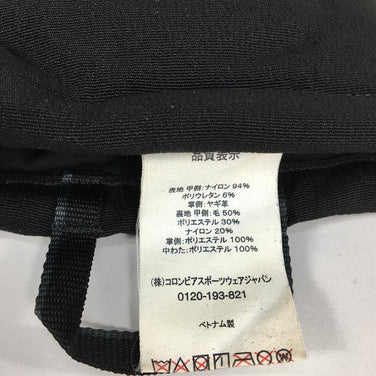 品質表示
表地 甲側:ナイロン 94%
ポリウレタン 6%
掌側:ヤギ革
裏地 甲側:毛 50%
ポリエステル 30%
ナイロン 20%
掌側:ポリエステル 100%
中わた:ポリエステル 100%
(株)コロンビアスポーツウェアジャパン
0120-193-821
ベトナム製